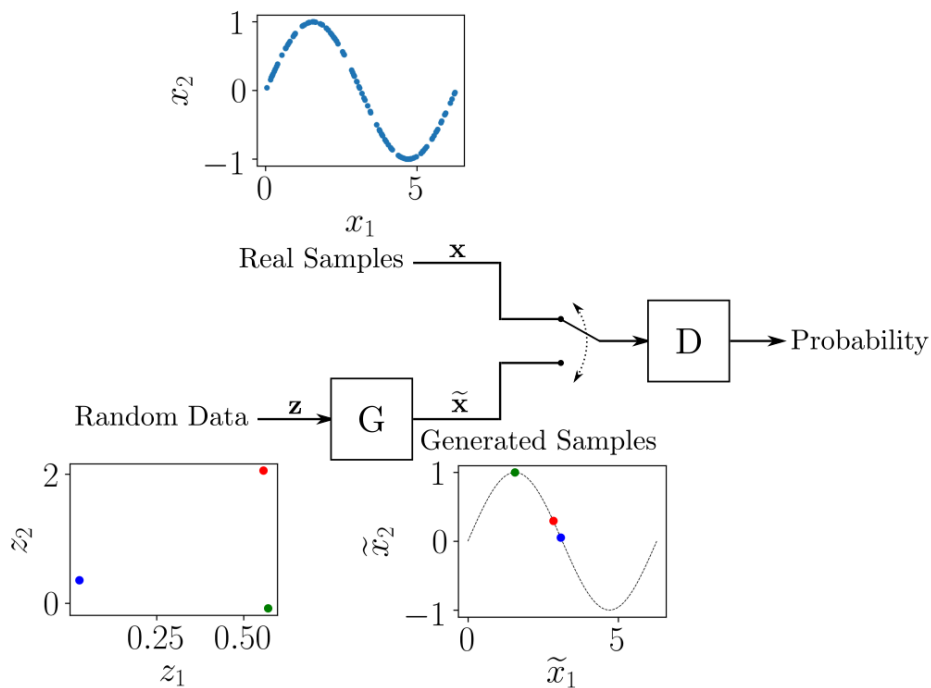 1
x₂
0
−1
0 5
x₁
Real Samples
x
D
Probability
Random Data
z
G
x̃
Generated Samples
2
z₂
0
0.25 0.50
z₁
1
x̃₂
0
−1
0 5
x̃₁